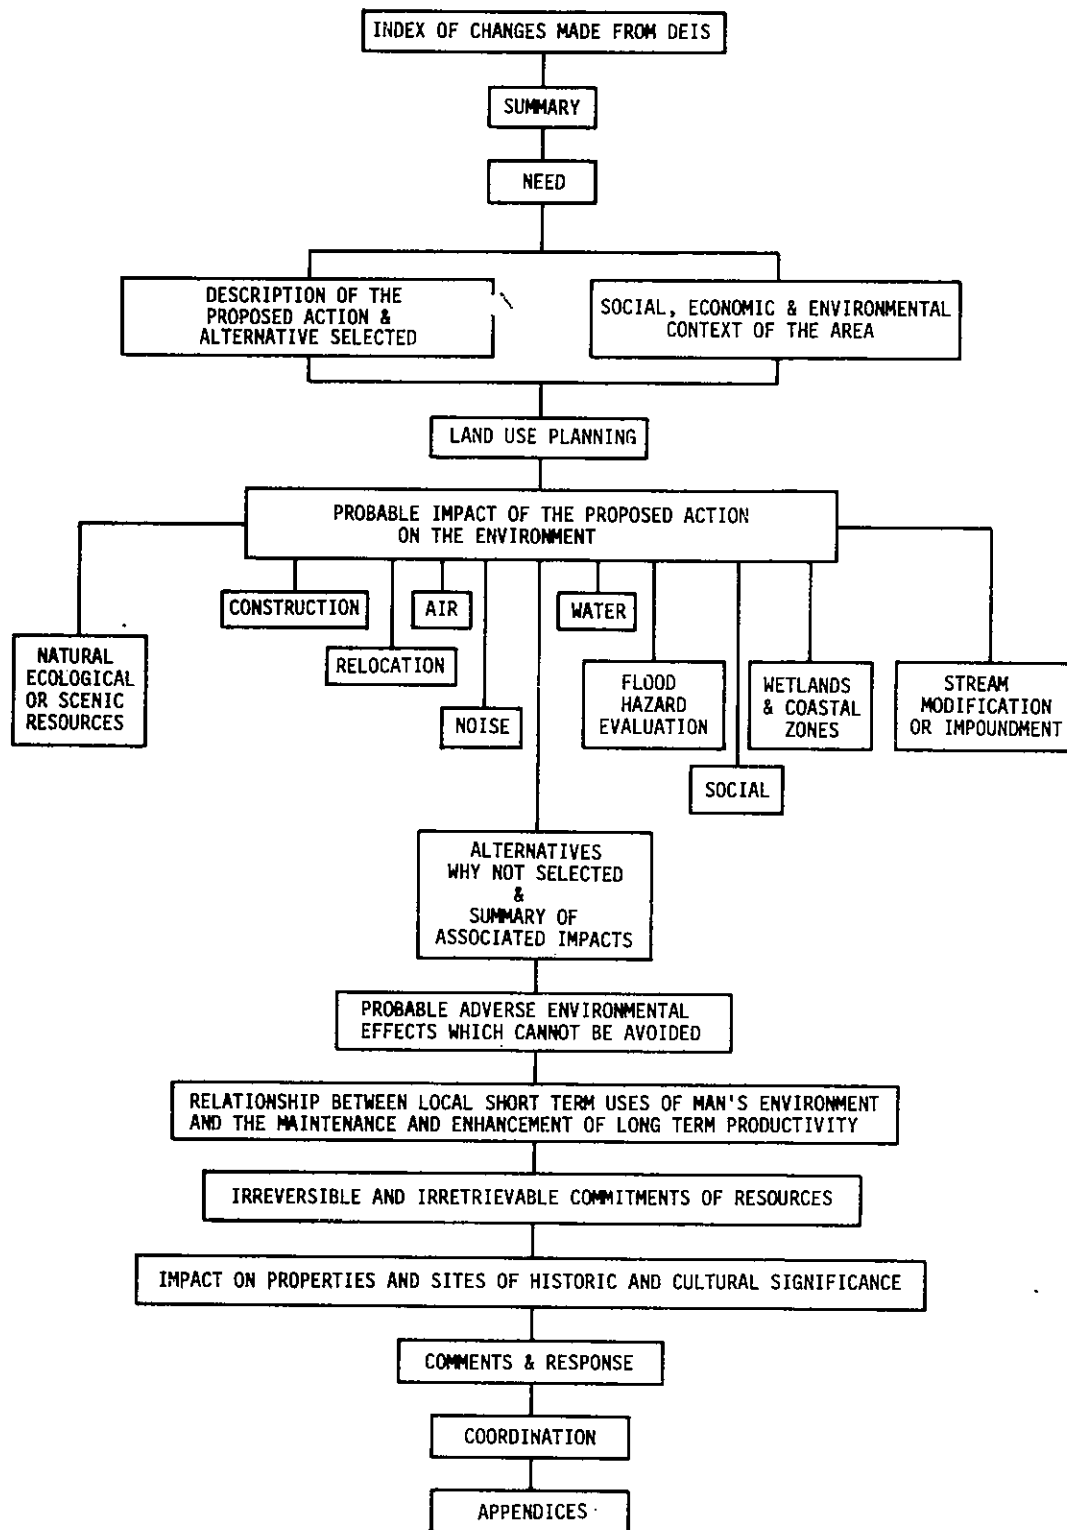 INDEX OF CHANGES MADE FROM DEIS
SUMMARY
NEED
DESCRIPTION OF THE
PROPOSED ACTION &
ALTERNATIVE SELECTED
SOCIAL, ECONOMIC & ENVIRONMENTAL
CONTEXT OF THE AREA
LAND USE PLANNING
PROBABLE IMPACT OF THE PROPOSED ACTION
ON THE ENVIRONMENT
NATURAL
ECOLOGICAL
OR SCENIC
RESOURCES
CONSTRUCTION
RELOCATION
AIR
NOISE
WATER
FLOOD
HAZARD
EVALUATION
SOCIAL
WETLANDS
& COASTAL
ZONES
STREAM
MODIFICATION
OR IMPOUNDMENT
ALTERNATIVES
WHY NOT SELECTED
&
SUMMARY OF
ASSOCIATED IMPACTS
PROBABLE ADVERSE ENVIRONMENTAL
EFFECTS WHICH CANNOT BE AVOIDED
RELATIONSHIP BETWEEN LOCAL SHORT TERM USES OF MAN'S ENVIRONMENT
AND THE MAINTENANCE AND ENHANCEMENT OF LONG TERM PRODUCTIVITY
IRREVERSIBLE AND IRRETRIEVABLE COMMITMENTS OF RESOURCES
IMPACT ON PROPERTIES AND SITES OF HISTORIC AND CULTURAL SIGNIFICANCE
COMMENTS & RESPONSE
COORDINATION
APPENDICES